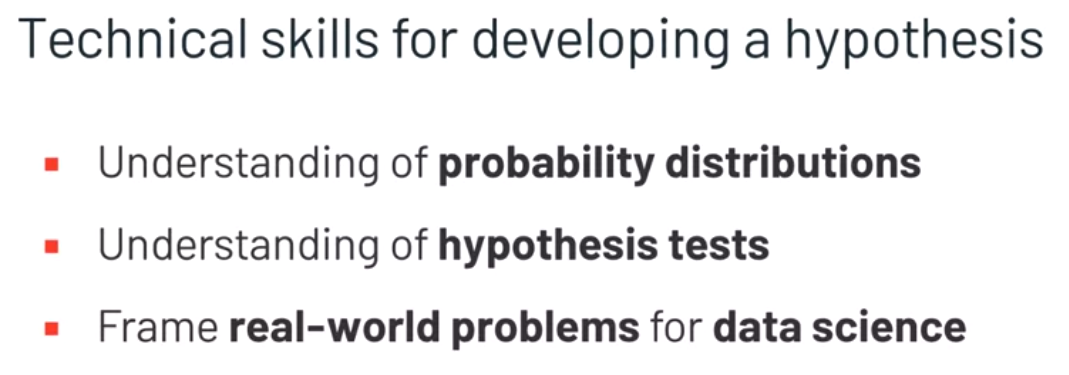 Technical skills for developing a hypothesis
Understanding of probability distributions
Understanding of hypothesis tests
Frame real-world problems for data science